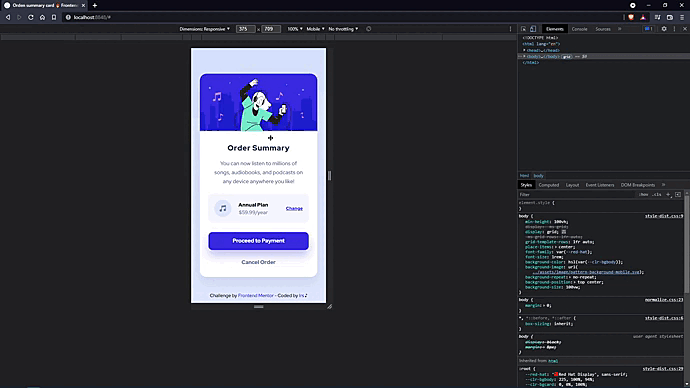 Order summary card 🔥 Frontend
localhost:8848/#
Dimensions: Responsive ▼ 375 x 709 100% ▼ Mobile ▼ No throttling ▼
Elements Console Sources »
<!DOCTYPE html>
<html lang="en">
<head>…</head>
<body>…</body> grid == $0
</html>
Order Summary
You can now listen to millions of
songs, audiobooks, and podcasts on
any device anywhere you like!
Annual Plan
$59.99/year
Change
Proceed to Payment
Cancel Order
Challenge by Frontend Mentor - Coded by
html body
Styles Computed Layout Event Listeners DOM Breakpoints »
Filter :hov .cls +
element.style {
}
body { style-dist.css:9
min-height: 100vh;
display: grid;
grid-template-rows: 1fr auto;
place-items: center;
font-family: var(--red-hat);
font-size: 1rem;
background-color: hsl(var(--clr-bgbody));
background-image: url(
../assets/image/pattern-background-mobile.svg);
background-repeat: no-repeat;
background-position: top center;
background-size: 100vw;
}
body { normalize.css:23
margin: 0;
}
*, *::before, *::after { style-dist.css:6
box-sizing: inherit;
}
body { user agent stylesheet
display: block;
margin: 8px;
}
Inherited from html
:root { style-dist.css:29
--red-hat: "Red Hat Display", sans-serif;
--clr-bgbody: 225, 100%, 94%;
--clr-bgcard: 0, 0%, 100%;